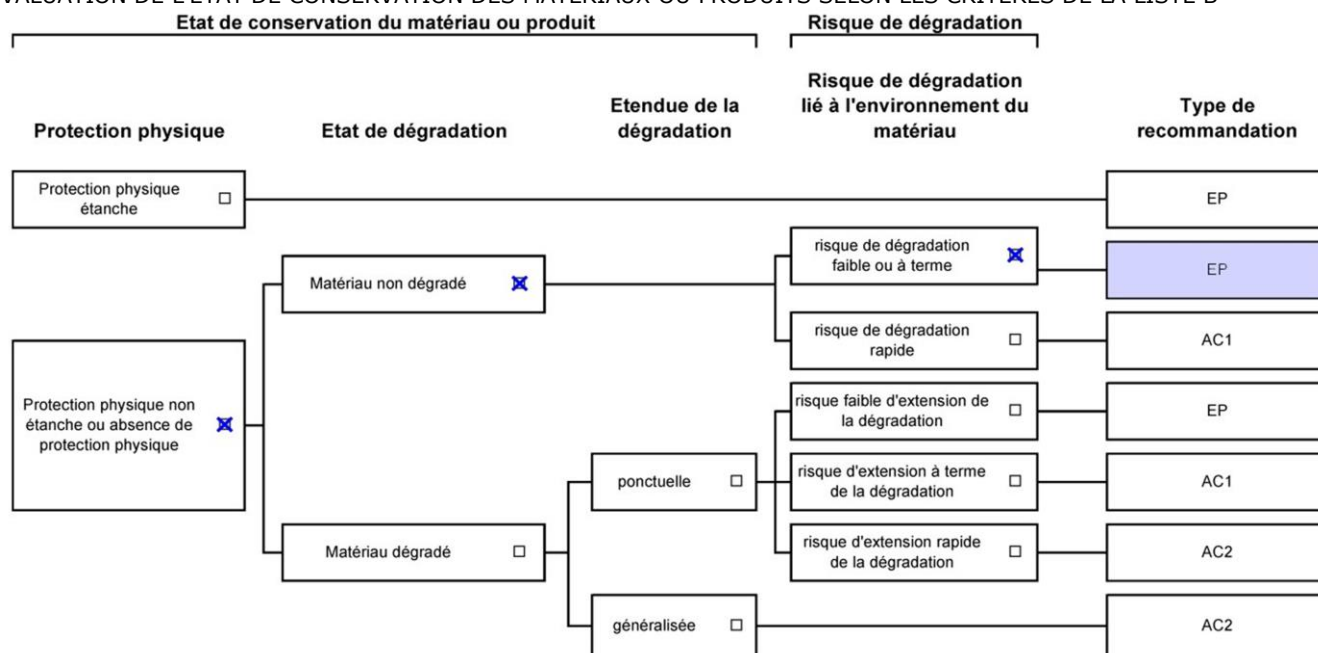 EVALUATION DE L'ETAT DE CONSERVATION DES MATERIAUX OU PRODUITS SELON LES CRITERES DE LA LISTE B
Etat de conservation du matériau ou produit
Risque de dégradation
Protection physique
Etat de dégradation
Etendue de la
dégradation
Risque de dégradation
lié à l'environnement du
matériau
Type de
recommandation
Protection physique
étanche
EP
risque de dégradation
faible ou à terme
EP
Matériau non dégradé
risque de dégradation
rapide
AC1
Protection physique non
étanche ou absence de
protection physique
risque faible d'extension de
la dégradation
EP
ponctuelle
risque d'extension à terme
de la dégradation
AC1
Matériau dégradé
risque d'extension rapide
de la dégradation
AC2
généralisée
AC2